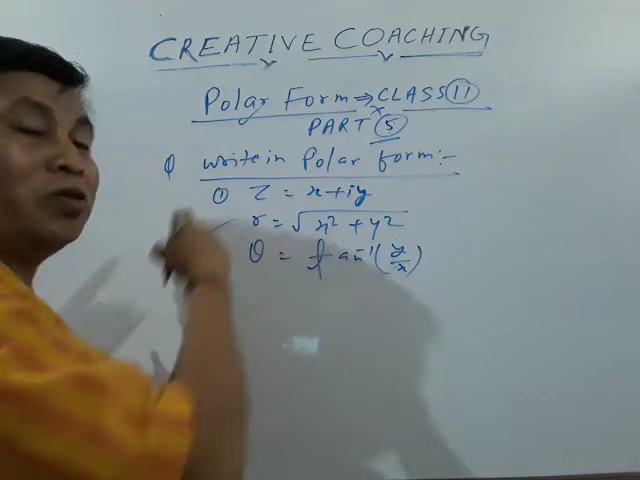 CREATIVE COACHING
Polar Form ⇒ CLASS 11
PART 5
Q write in Polar form:-
① Z = x+iy
r = √x² + y²
θ = tan⁻¹(y/x)